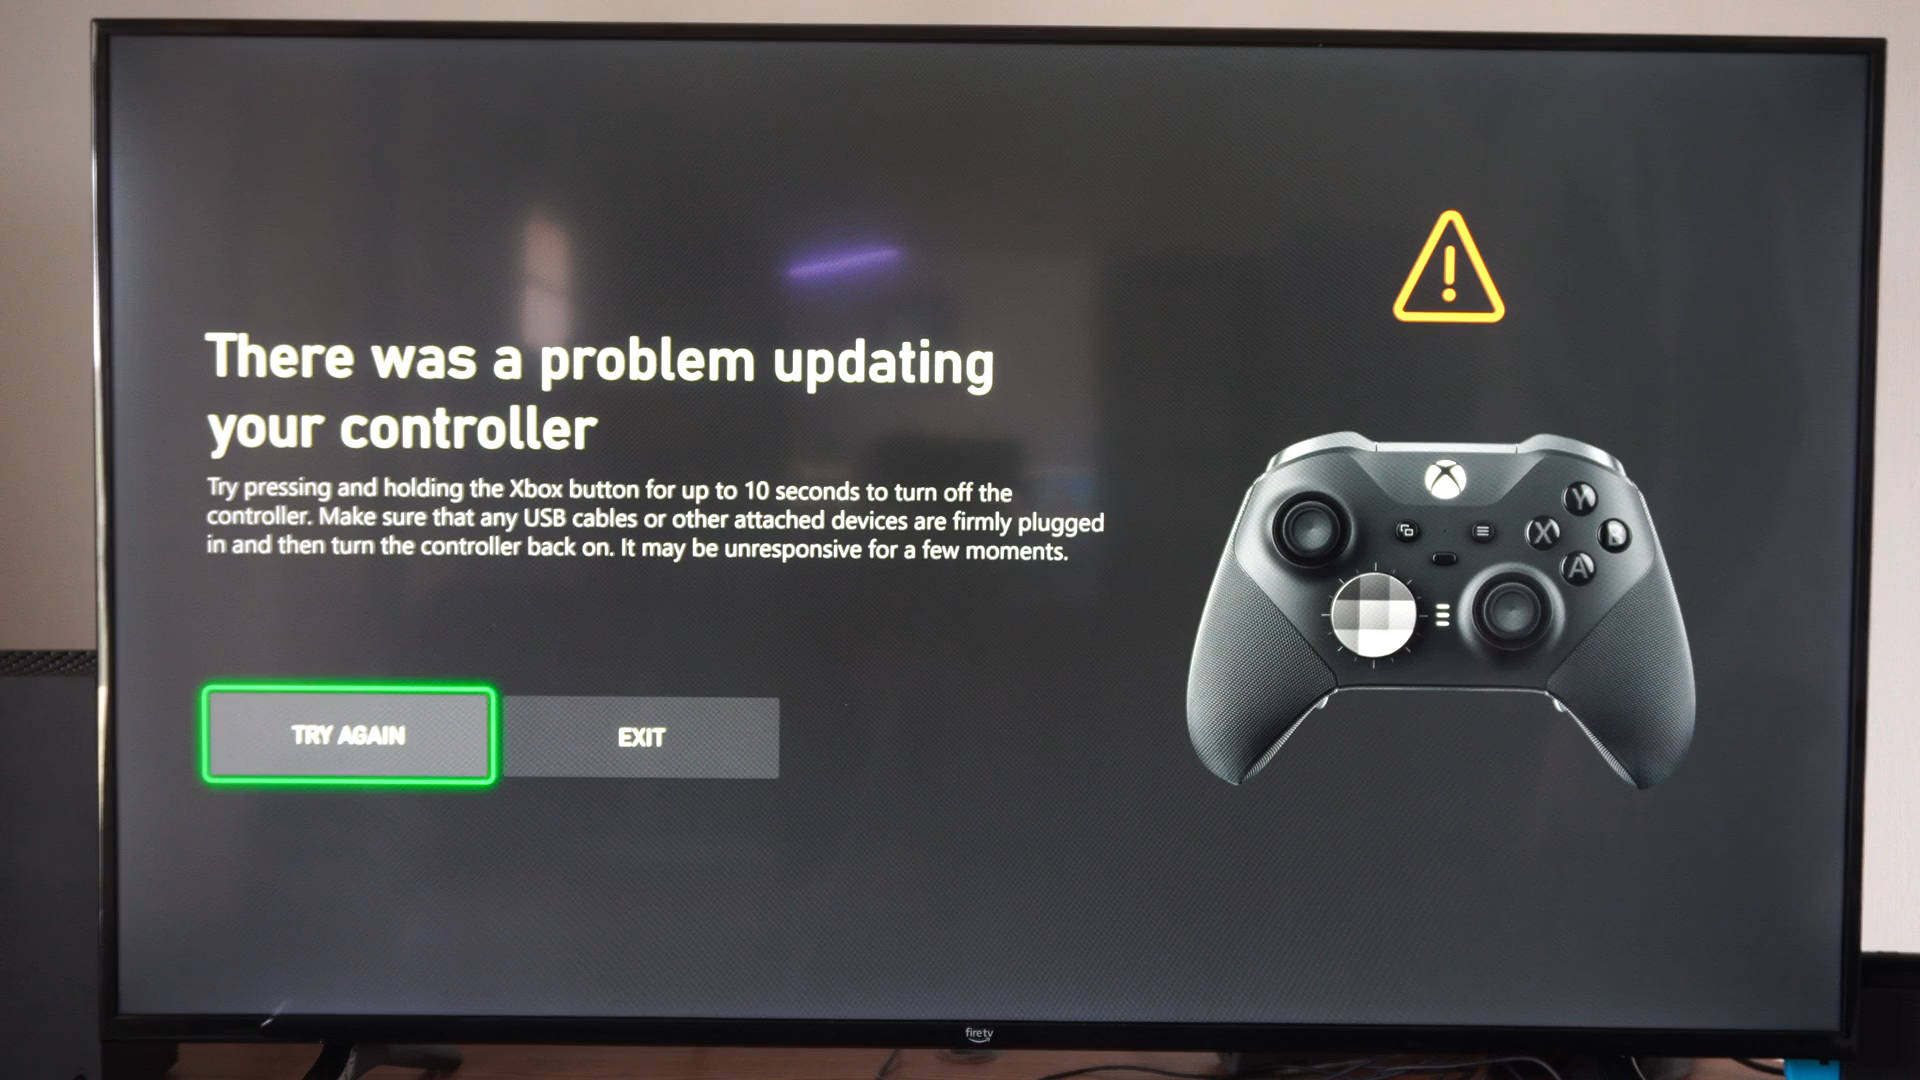 There was a problem updating
your controller
Try pressing and holding the Xbox button for up to 10 seconds to turn off the
controller. Make sure that any USB cables or other attached devices are firmly plugged
in and then turn the controller back on. It may be unresponsive for a few moments.
TRY AGAIN
EXIT
Y
X
B
A
firetv